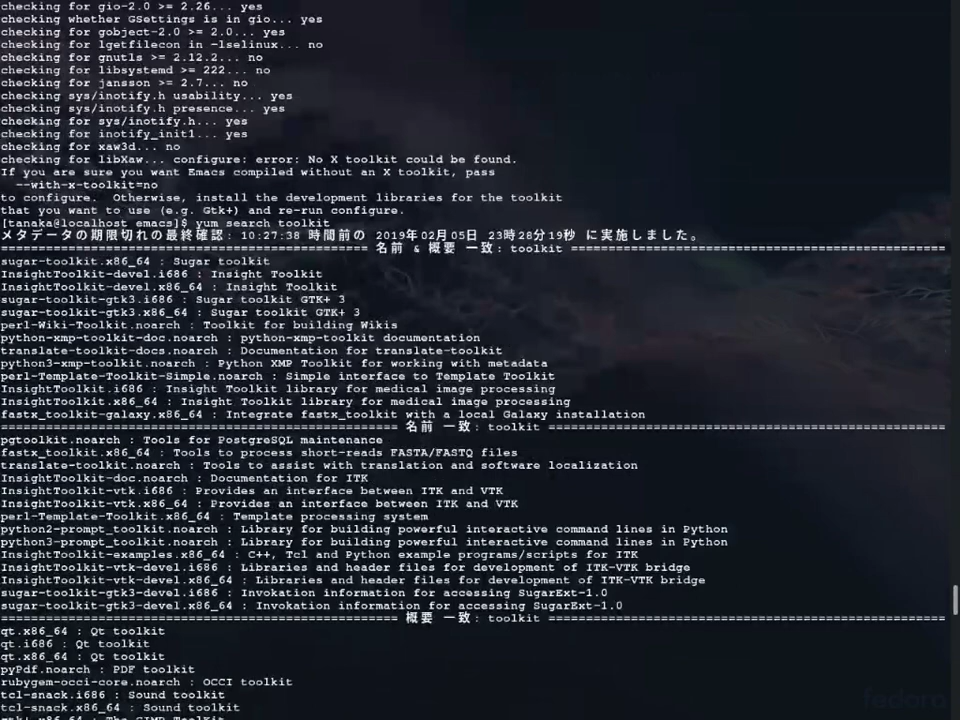 checking for gio-2.0 >= 2.26... yes
checking whether GSettings is in gio... yes
checking for gobject-2.0 >= 2.0... yes
checking for lgetfilecon in -lselinux... no
checking for gnutls >= 2.12.2... no
checking for libsystemd >= 222... no
checking for jansson >= 2.7... no
checking sys/inotify.h usability... yes
checking sys/inotify.h presence... yes
checking for sys/inotify.h... yes
checking for inotify_init1... yes
checking for xaw3d... no
checking for libXaw... configure: error: No X toolkit could be found.
If you are sure you want Emacs compiled without an X toolkit, pass
  --with-x-toolkit=no
to configure.  Otherwise, install the development libraries for the toolkit
that you want to use (e.g. Gtk+) and re-run configure.
[tanaka@localhost emacs]$ yum search toolkit
メタデータの期限切れの最終確認: 10:27:38 時間前の 2019年02月05日 23時28分19秒 に実施しました。
================================================= 名前 & 概要 一致: toolkit ==================================================
sugar-toolkit.x86_64 : Sugar toolkit
InsightToolkit-devel.i686 : Insight Toolkit
InsightToolkit-devel.x86_64 : Insight Toolkit
sugar-toolkit-gtk3.i686 : Sugar toolkit GTK+ 3
sugar-toolkit-gtk3.x86_64 : Sugar toolkit GTK+ 3
perl-Wiki-Toolkit.noarch : Toolkit for building Wikis
python-xmp-toolkit-doc.noarch : python-xmp-toolkit documentation
translate-toolkit-docs.noarch : Documentation for translate-toolkit
python3-xmp-toolkit.noarch : Python XMP Toolkit for working with metadata
perl-Template-Toolkit-Simple.noarch : Simple interface to Template Toolkit
InsightToolkit.i686 : Insight Toolkit library for medical image processing
InsightToolkit.x86_64 : Insight Toolkit library for medical image processing
fastx_toolkit-galaxy.x86_64 : Integrate fastx_toolkit with a local Galaxy installation
===================================================== 名前 一致: toolkit =====================================================
pgtoolkit.noarch : Tools for PostgreSQL maintenance
fastx_toolkit.x86_64 : Tools to process short-reads FASTA/FASTQ files
translate-toolkit.noarch : Tools to assist with translation and software localization
InsightToolkit-doc.noarch : Documentation for ITK
InsightToolkit-vtk.i686 : Provides an interface between ITK and VTK
InsightToolkit-vtk.x86_64 : Provides an interface between ITK and VTK
perl-Template-Toolkit.x86_64 : Template processing system
python2-prompt_toolkit.noarch : Library for building powerful interactive command lines in Python
python3-prompt_toolkit.noarch : Library for building powerful interactive command lines in Python
InsightToolkit-examples.x86_64 : C++, Tcl and Python example programs/scripts for ITK
InsightToolkit-vtk-devel.i686 : Libraries and header files for development of ITK-VTK bridge
InsightToolkit-vtk-devel.x86_64 : Libraries and header files for development of ITK-VTK bridge
sugar-toolkit-gtk3-devel.i686 : Invokation information for accessing SugarExt-1.0
sugar-toolkit-gtk3-devel.x86_64 : Invokation information for accessing SugarExt-1.0
===================================================== 概要 一致: toolkit =====================================================
qt.x86_64 : Qt toolkit
qt.i686 : Qt toolkit
qt.x86_64 : Qt toolkit
pyPdf.noarch : PDF toolkit
rubygem-occi-core.noarch : OCCI toolkit
tcl-snack.i686 : Sound toolkit
tcl-snack.x86_64 : Sound toolkit
fedora